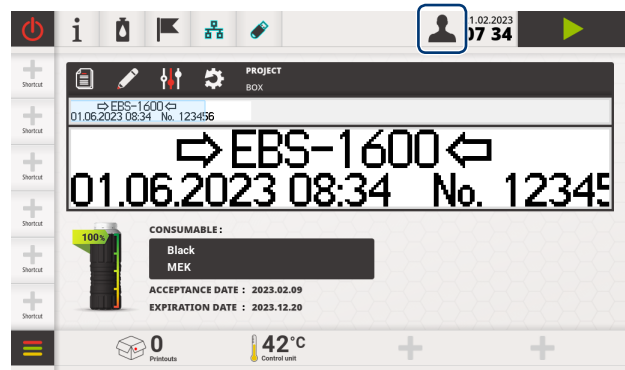 1.02.2023
07 34
Shortcut
Shortcut
Shortcut
Shortcut
Shortcut
Shortcut
PROJECT
BOX
⇨EBS-1600⇦
01.06.2023 08:34 No. 123456
⇨EBS-1600⇦
01.06.2023 08:34 No. 12345
100%
CONSUMABLE:
Black
MEK
ACCEPTANCE DATE : 2023.02.09
EXPIRATION DATE : 2023.12.20
0
Printouts
42°C
Control unit